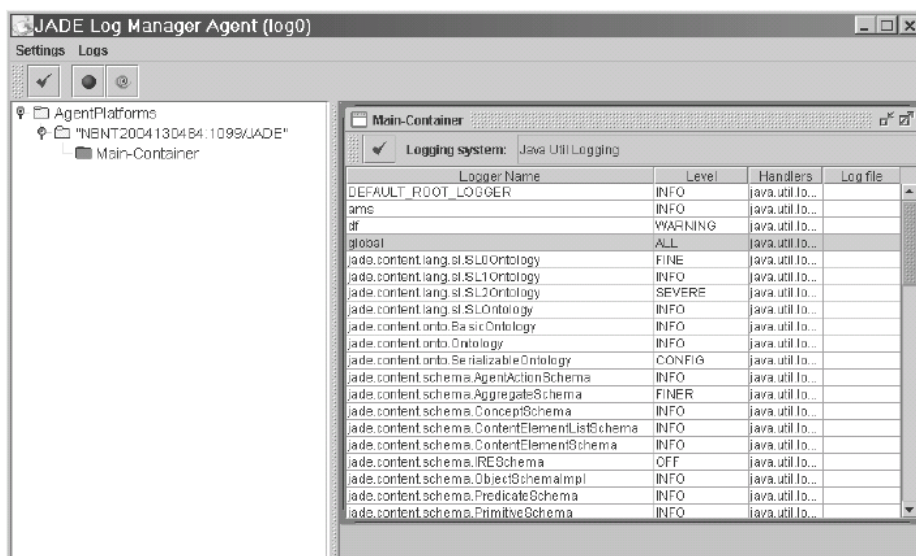 JADE Log Manager Agent (log0)
Settings Logs
AgentPlatforms
"NBNT2004130484:1099/JADE"
Main-Container
Main-Container
Logging system: Java Util Logging
Logger Name Level Handlers Log file
DEFAULT_ROOT_LOGGER INFO java.util.lo...
ams INFO java.util.lo...
df WARNING java.util.lo...
global ALL java.util.lo...
jade.content.lang.sl.SL0Ontology FINE java.util.lo...
jade.content.lang.sl.SL1Ontology INFO java.util.lo...
jade.content.lang.sl.SL2Ontology SEVERE java.util.lo...
jade.content.lang.sl.SLOntology INFO java.util.lo...
jade.content.onto.BasicOntology INFO java.util.lo...
jade.content.onto.Ontology INFO java.util.lo...
jade.content.onto.SerializableOntology CONFIG java.util.lo...
jade.content.schema.AgentActionSchema INFO java.util.lo...
jade.content.schema.AggregateSchema FINER java.util.lo...
jade.content.schema.ConceptSchema INFO java.util.lo...
jade.content.schema.ContentElementListSchema INFO java.util.lo...
jade.content.schema.ContentElementSchema INFO java.util.lo...
jade.content.schema.IRESchema OFF java.util.lo...
jade.content.schema.ObjectSchemaImpl INFO java.util.lo...
jade.content.schema.PredicateSchema INFO java.util.lo...
jade.content.schema.PrimitiveSchema INFO java.util.lo...